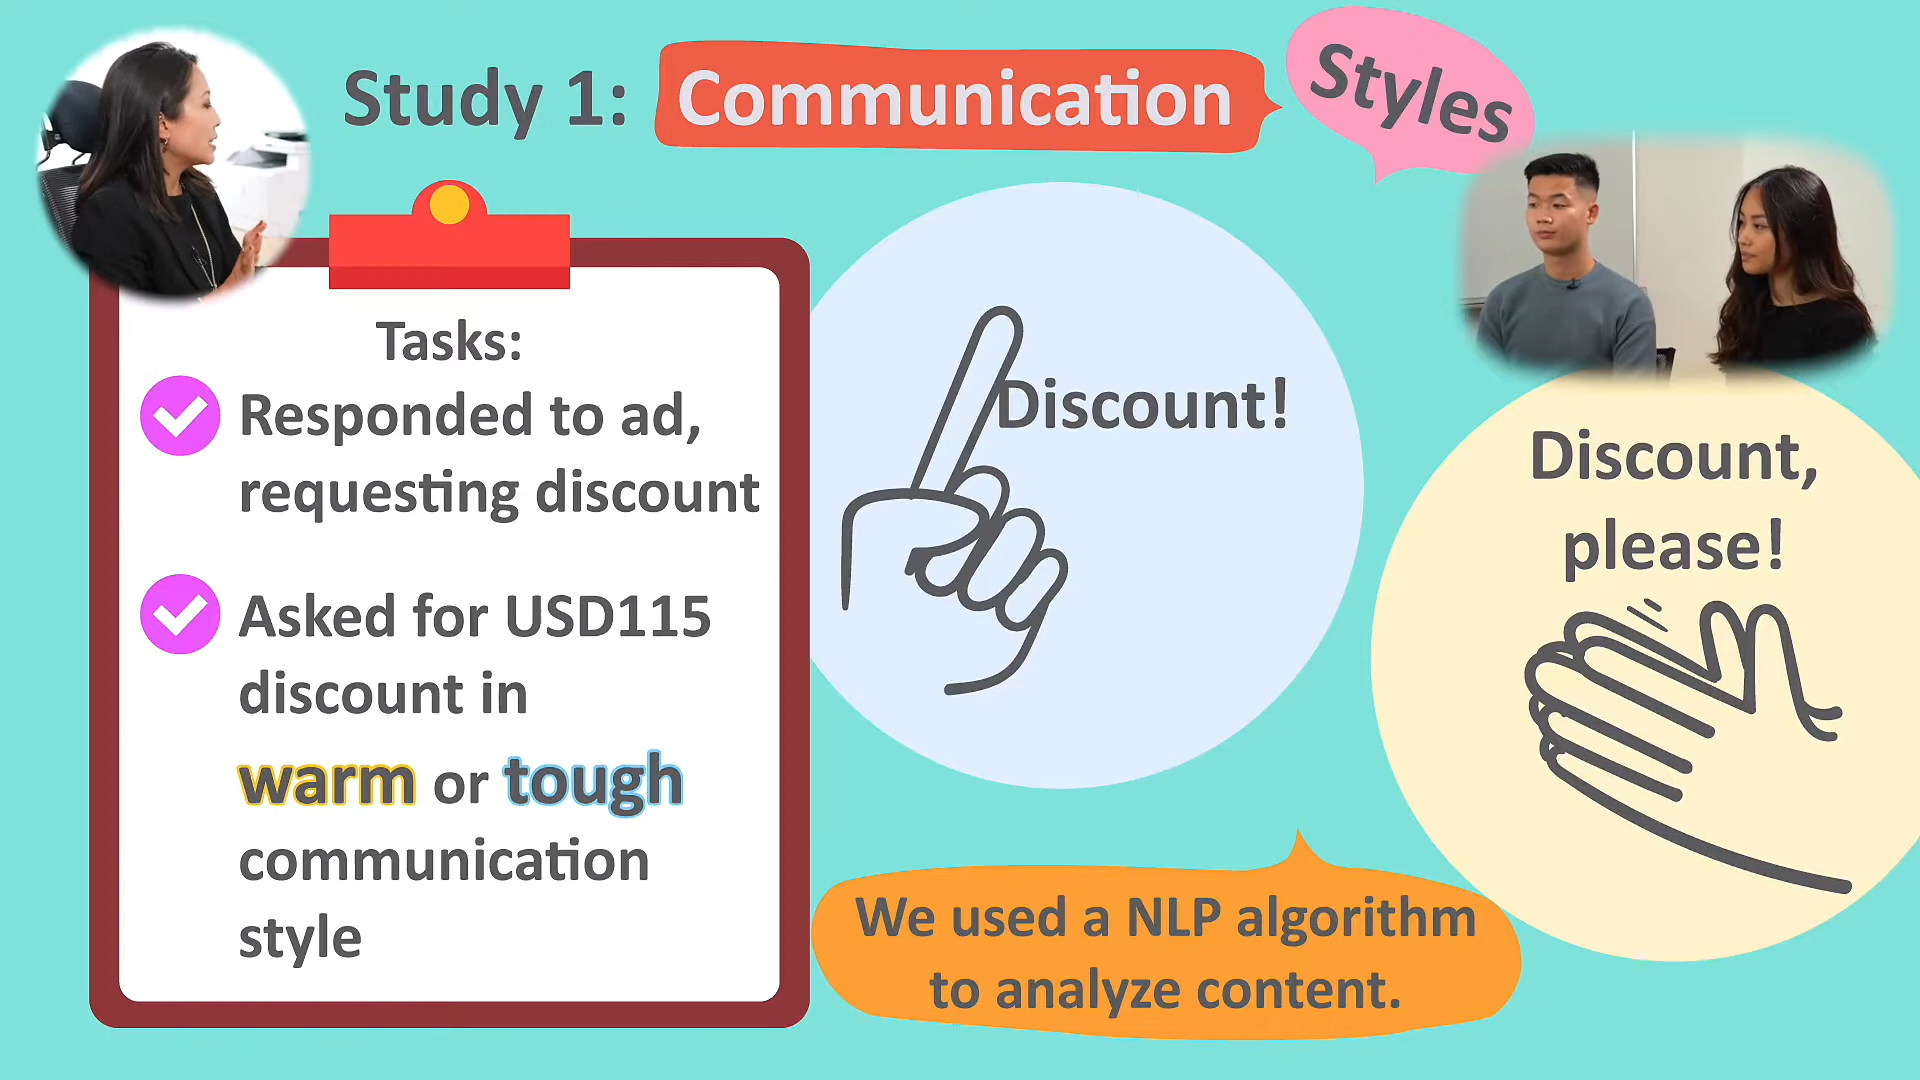 Study 1: Communication Styles
Tasks:
Responded to ad,
requesting discount
Asked for USD115
discount in
warm or tough
communication
style
Discount!
Discount,
please!
We used a NLP algorithm
to analyze content.